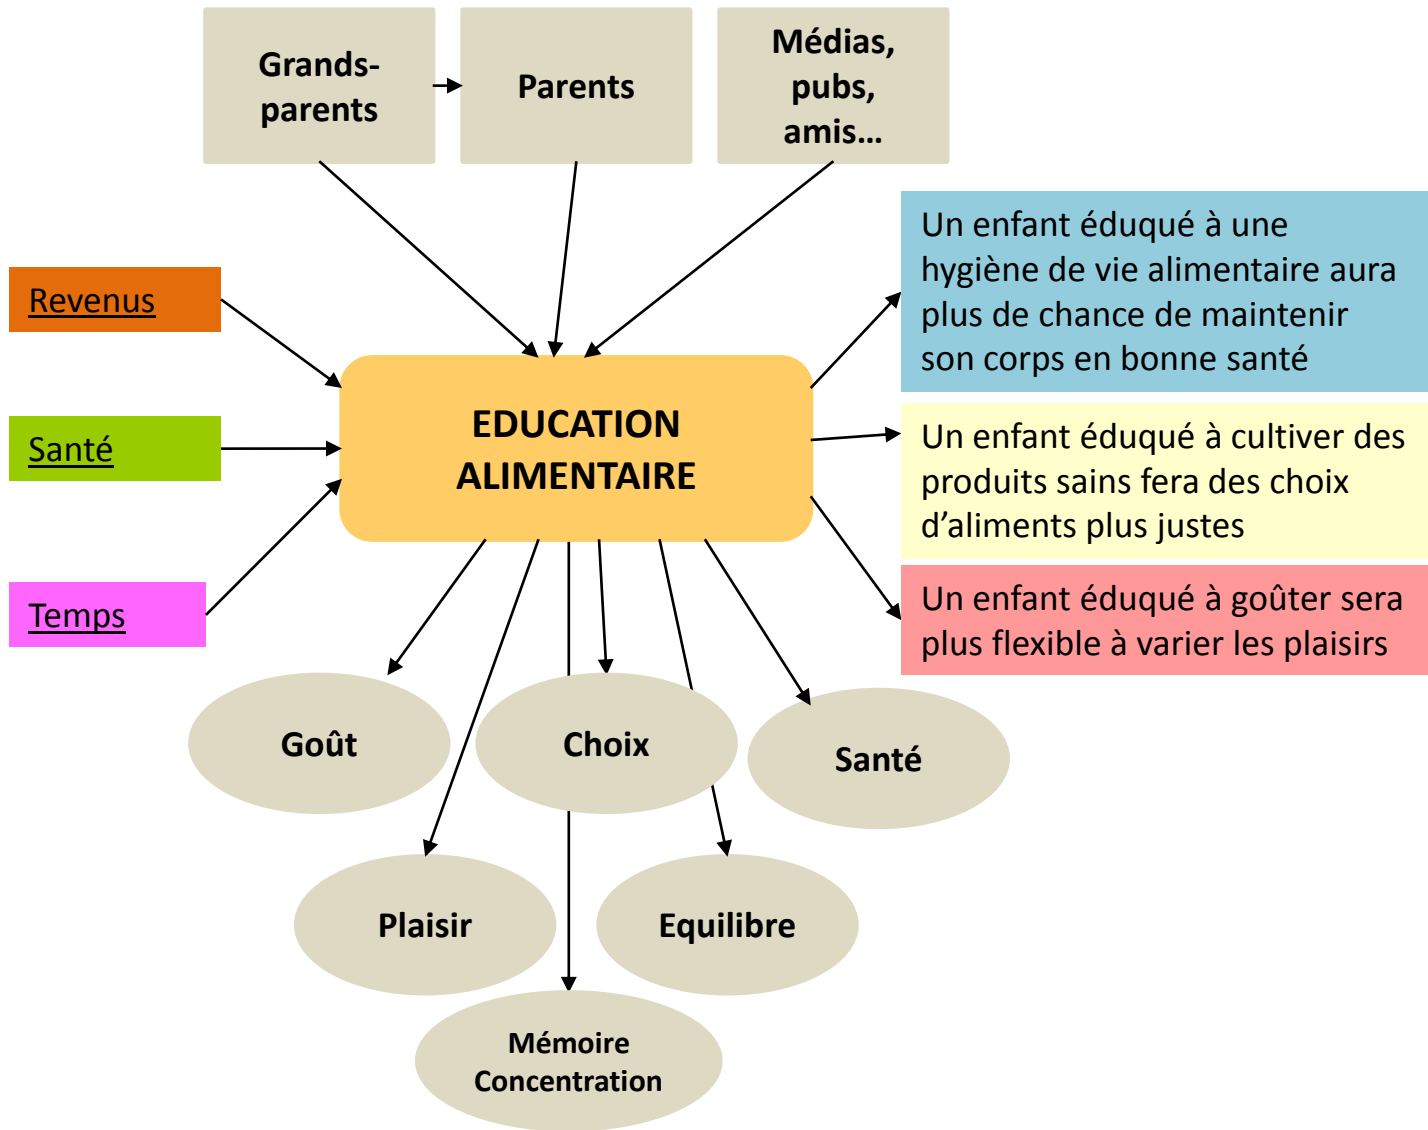 Grands-
parents
Parents
Médias,
pubs,
amis…
Revenus
Santé
Temps
EDUCATION
ALIMENTAIRE
Un enfant éduqué à une
hygiène de vie alimentaire aura
plus de chance de maintenir
son corps en bonne santé
Un enfant éduqué à cultiver des
produits sains fera des choix
d’aliments plus justes
Un enfant éduqué à goûter sera
plus flexible à varier les plaisirs
Goût
Choix
Santé
Plaisir
Equilibre
Mémoire
Concentration